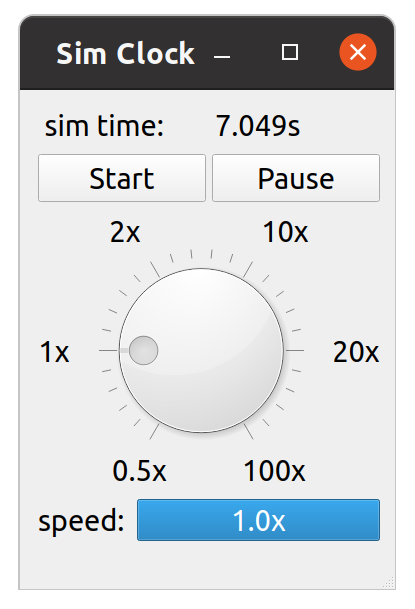 Sim Clock
sim time: 7.049s
Start Pause
2x 10x
1x 20x
0.5x 100x
speed: 1.0x